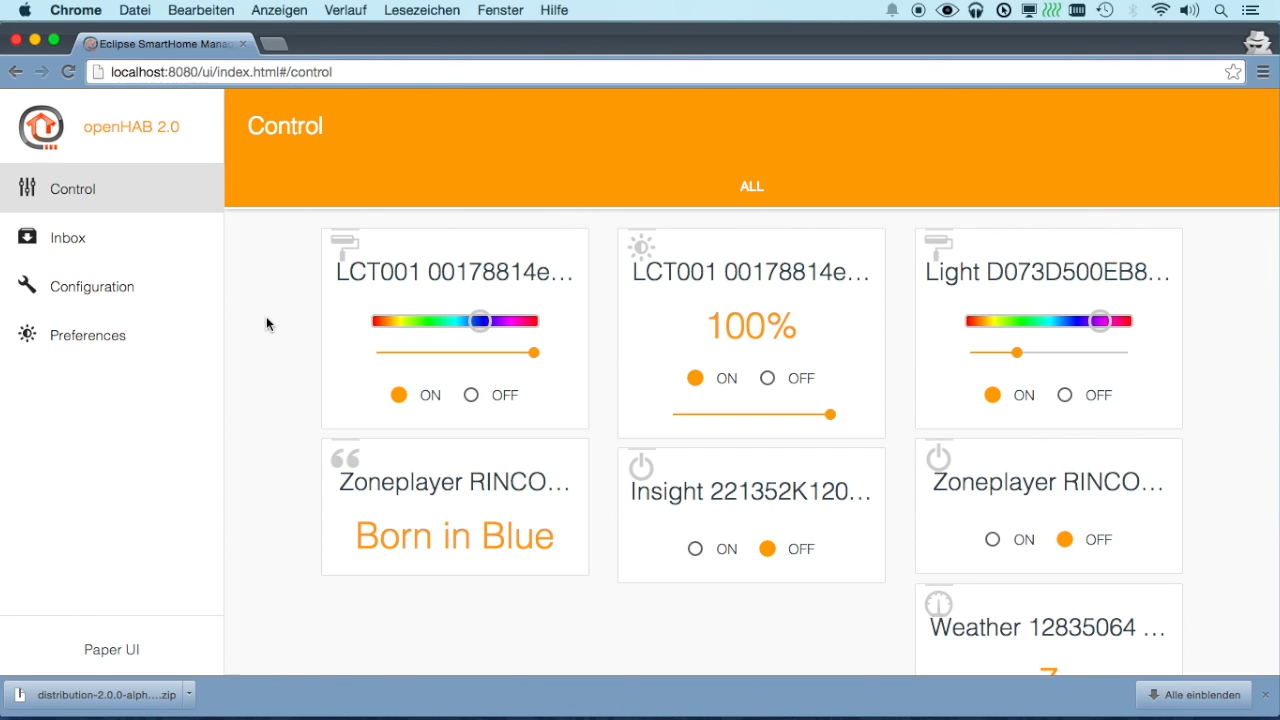 Chrome Datei Bearbeiten Anzeigen Verlauf Lesezeichen Fenster Hilfe
Eclipse SmartHome Mana
localhost:8080/ui/index.html#/control
openHAB 2.0
Control
Inbox
Configuration
Preferences
Paper UI
Control
ALL
LCT001 00178814e...
ON OFF
LCT001 00178814e...
100%
ON OFF
Light D073D500EB8...
ON OFF
Zoneplayer RINCO...
Born in Blue
Insight 221352K120...
ON OFF
Zoneplayer RINCO...
ON OFF
Weather 12835064 ...
distribution-2.0.0-alph....zip
Alle einblenden